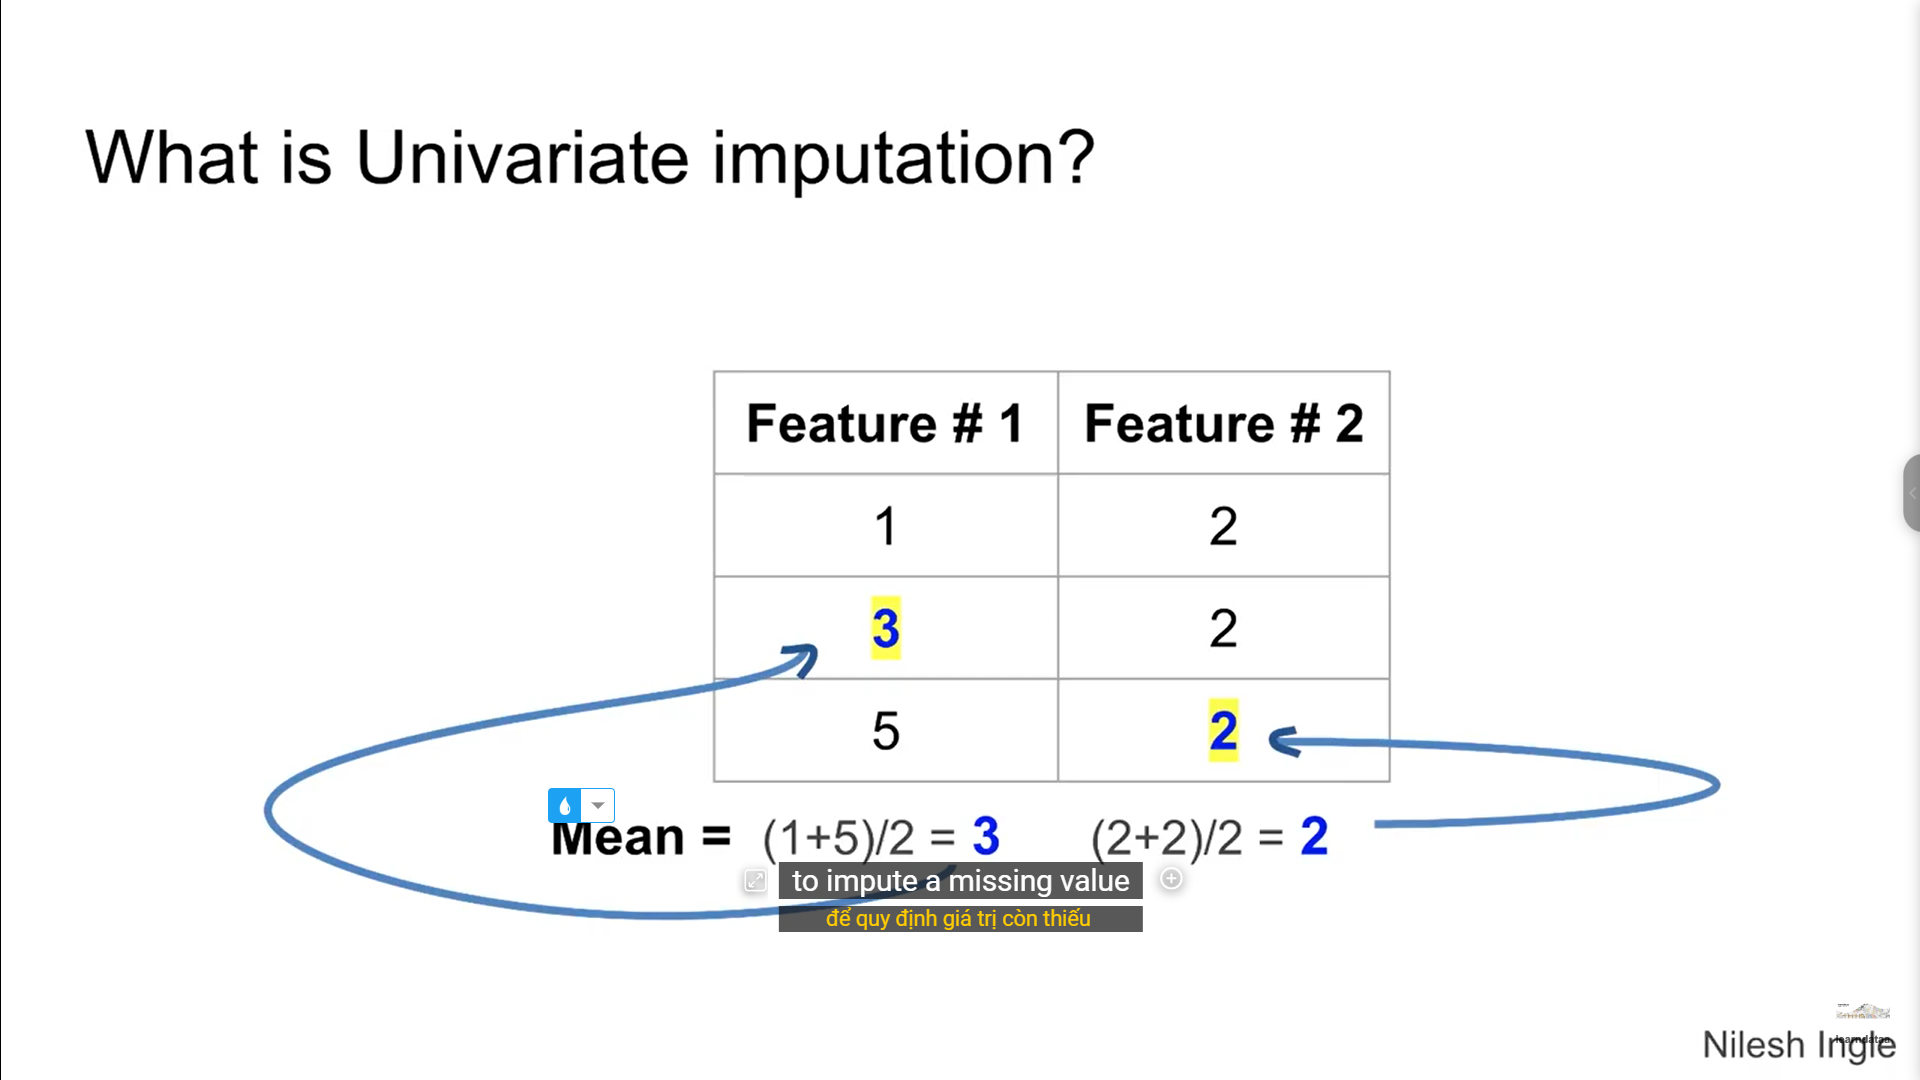 What is Univariate imputation?
Feature # 1 Feature # 2
1 2
3 2
5 2
Mean = (1+5)/2 = 3 (2+2)/2 = 2
to impute a missing value
để quy định giá trị còn thiếu
learndataa
Nilesh Ingle